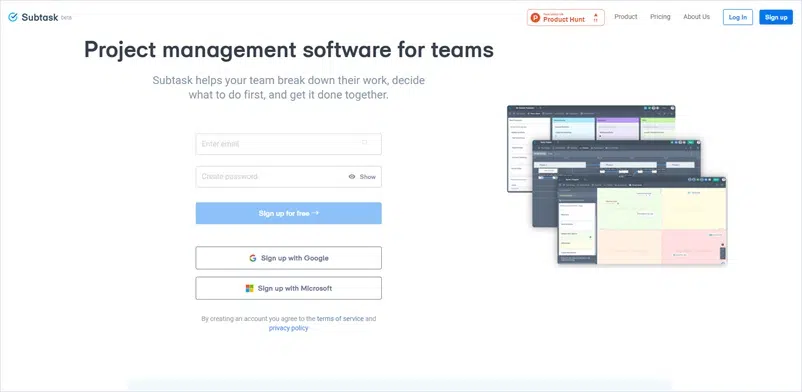 Subtask beta
Product Hunt
Product
Pricing
About Us
Log In
Sign up
Project management software for teams
Subtask helps your team break down their work, decide
what to do first, and get it done together.
Enter email
Create password
Show
Sign up for free →
Sign up with Google
Sign up with Microsoft
By creating an account you agree to the terms of service and
privacy policy